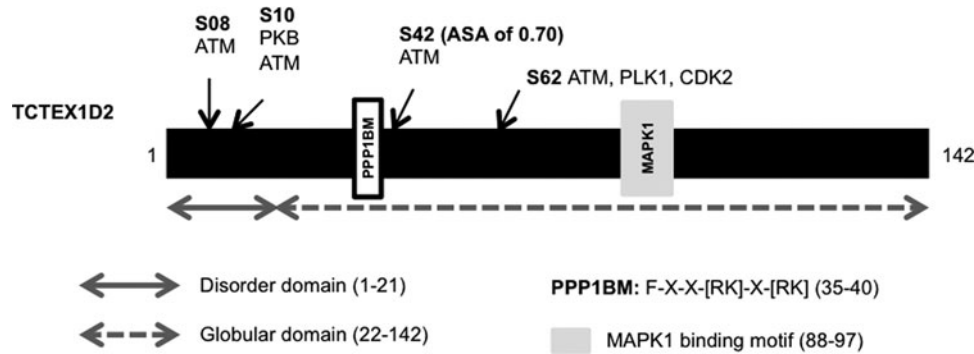 S08
ATM
S10
PKB
ATM
S42 (ASA of 0.70)
ATM
S62 ATM, PLK1, CDK2
TCTEX1D2
1
PPP1BM
MAPK1
142
Disorder domain (1-21)
PPP1BM: F-X-X-[RK]-X-[RK] (35-40)
Globular domain (22-142)
MAPK1 binding motif (88-97)